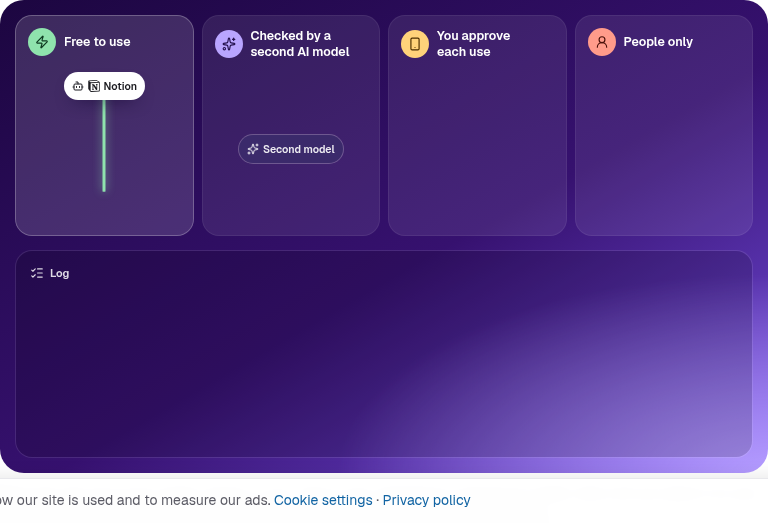 Free to use
Checked by a
second AI model
You approve
each use
People only
Notion
Second model
Log
ow our site is used and to measure our ads. Cookie settings · Privacy policy